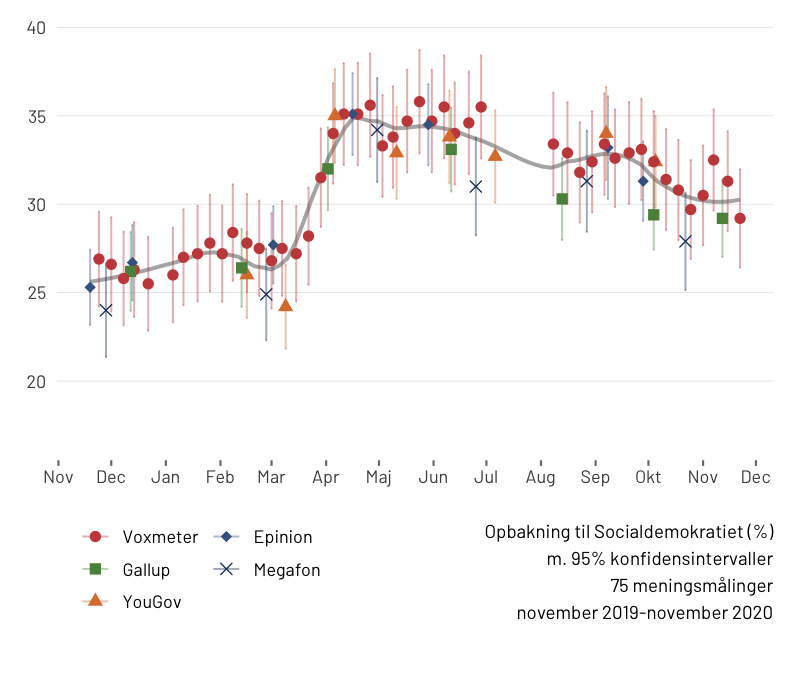 40
35
30
25
20
Nov Dec Jan Feb Mar Apr Maj Jun Jul Aug Sep Okt Nov Dec
Voxmeter Epinion
Gallup Megafon
YouGov
Opbakning til Socialdemokratiet (%)
m. 95% konfidensintervaller
75 meningsmålinger
november 2019-november 2020